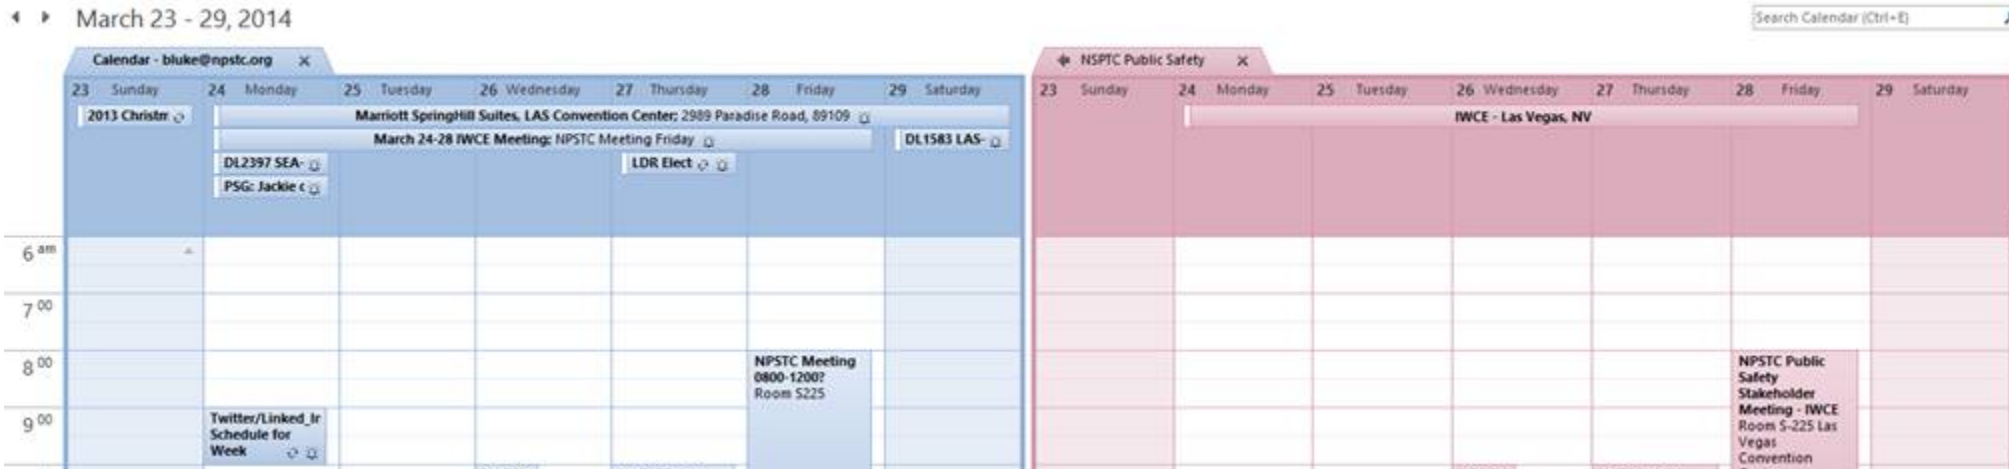 March 23 - 29, 2014
Search Calendar (Ctrl+E)
Calendar - bluke@npstc.org
23 Sunday 24 Monday 25 Tuesday 26 Wednesday 27 Thursday 28 Friday 29 Saturday
2013 Christm
Marriott SpringHill Suites, LAS Convention Center; 2989 Paradise Road, 89109
March 24-28 IWCE Meeting; NPSTC Meeting Friday
DL1583 LAS-
DL2397 SEA-
LDR Elect
PSG: Jackie c
NSPTC Public Safety
23 Sunday 24 Monday 25 Tuesday 26 Wednesday 27 Thursday 28 Friday 29 Saturday
IWCE - Las Vegas, NV
6 am
7 00
8 00
9 00
NPSTC Meeting
0800-1200?
Room S225
Twitter/Linked_In
Schedule for
Week
NPSTC Public
Safety
Stakeholder
Meeting - IWCE
Room S-225 Las
Vegas
Convention